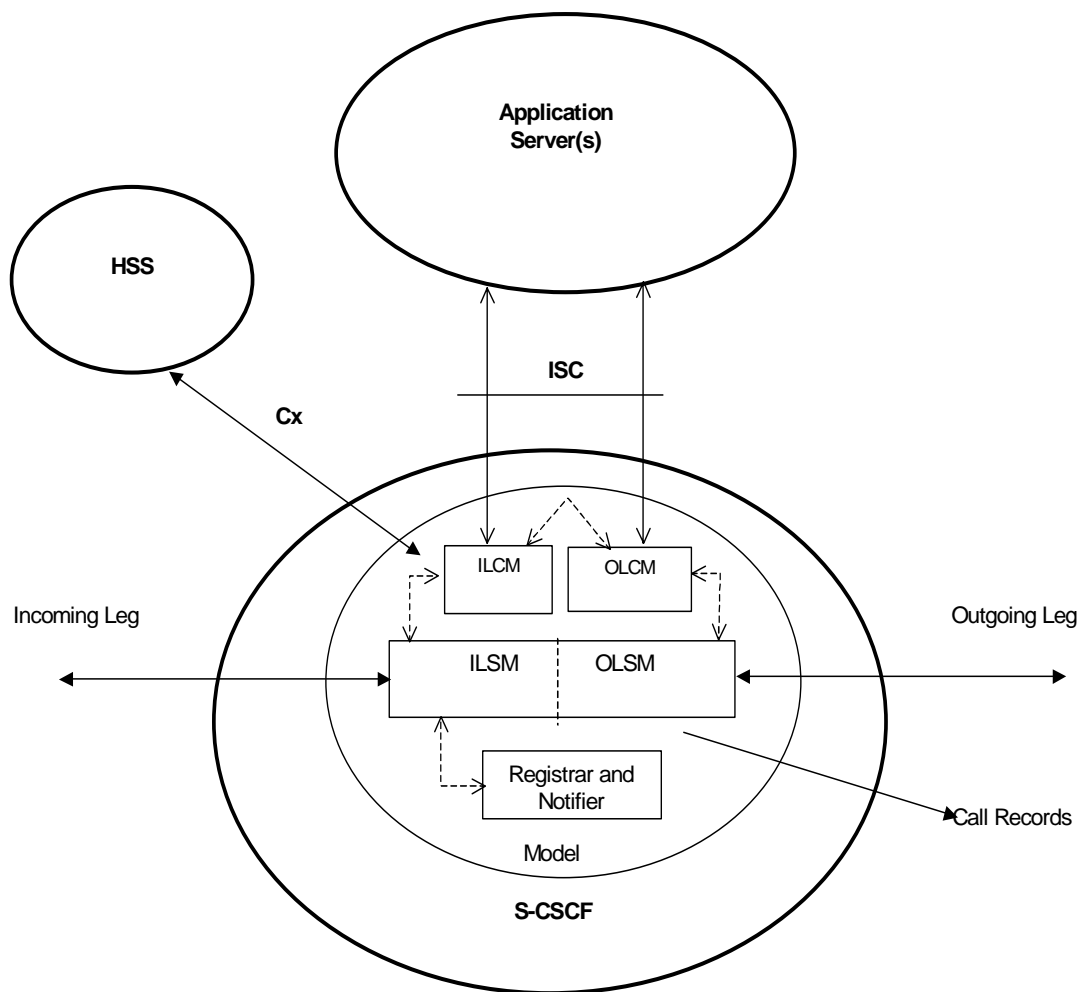 Application
Server(s)
HSS
ISC
Cx
ILCM
OLCM
Incoming Leg
Outgoing Leg
ILSM
OLSM
Registrar and
Notifier
Call Records
Model
S-CSCF